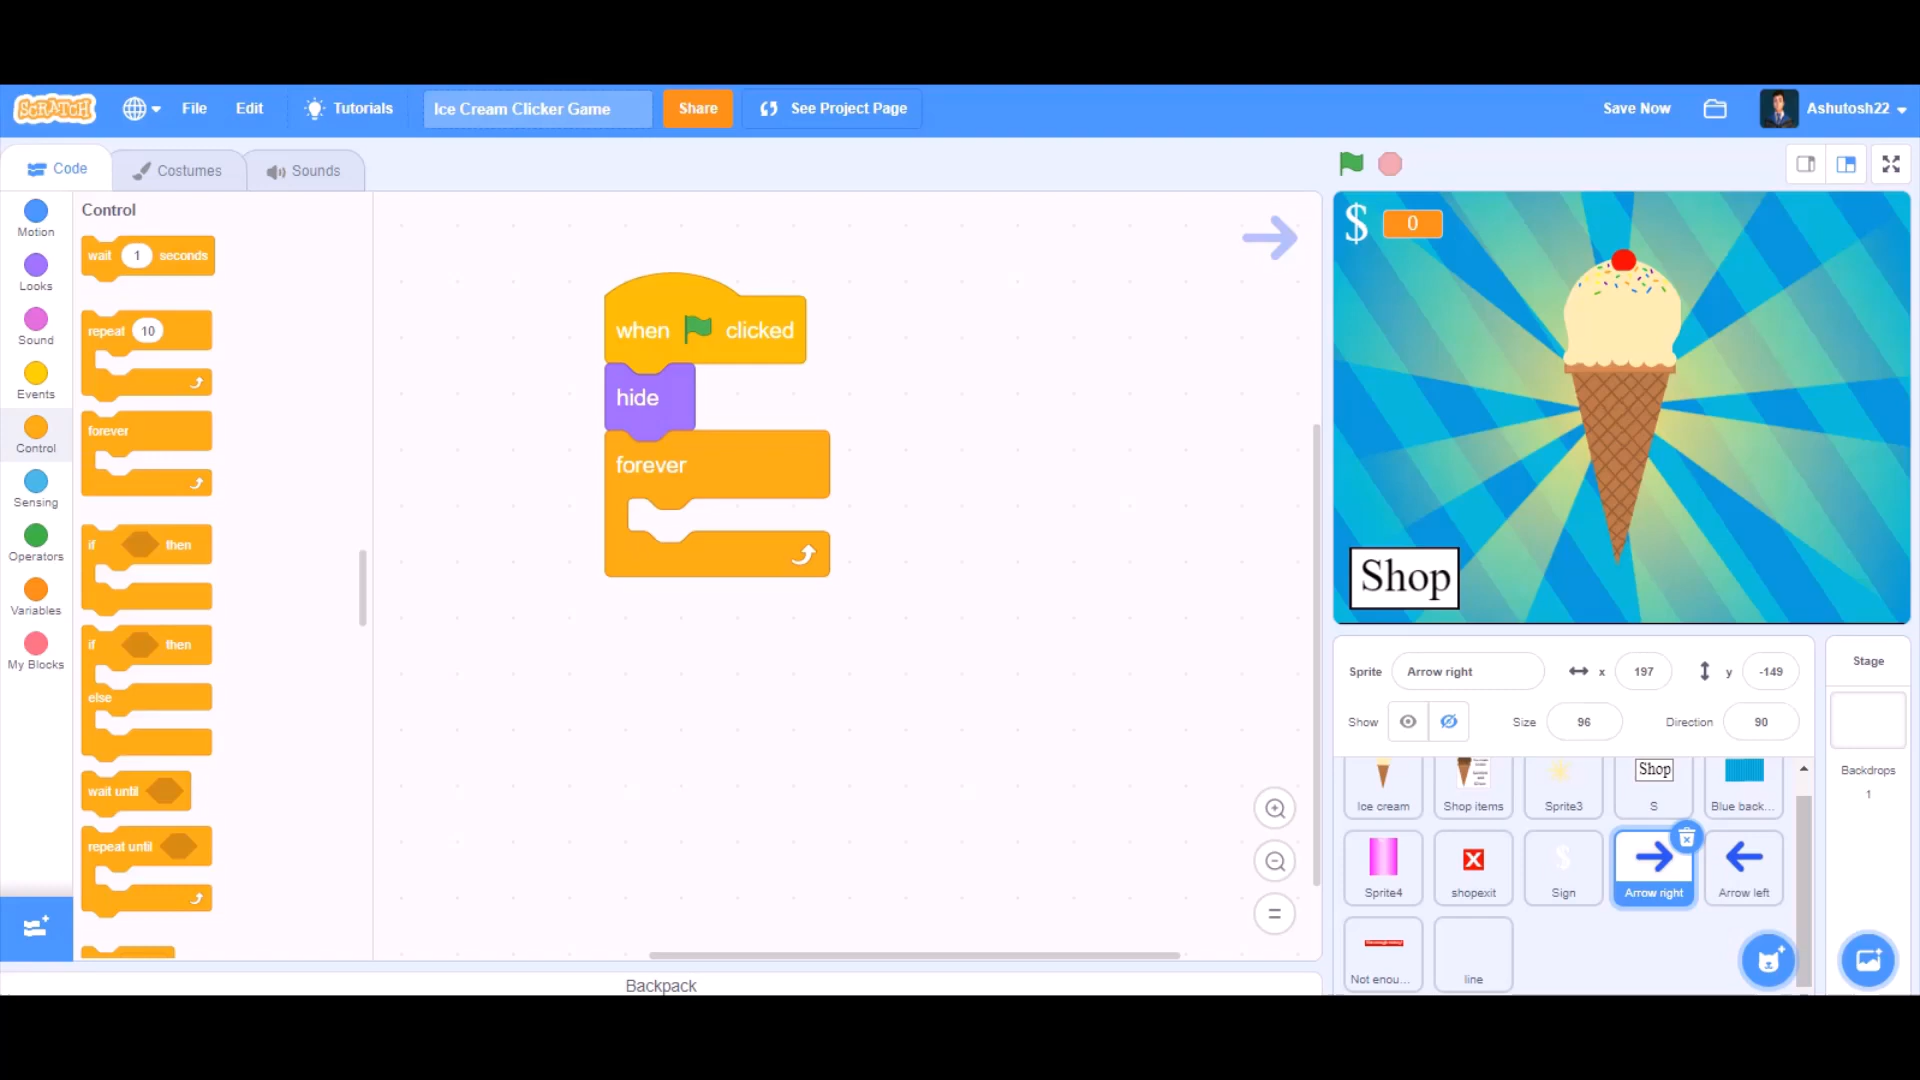 SCRATCH File Edit Tutorials Ice Cream Clicker Game Share See Project Page Save Now Ashutosh22
Code Costumes Sounds
Motion
Looks
Sound
Events
Control
Sensing
Operators
Variables
My Blocks
Control
wait 1 seconds
repeat 10
forever
if then
if then
else
wait until
repeat until
when clicked
hide
forever
Backpack
$ 0
Shop
Sprite Arrow right x 197 y -149
Show Size 96 Direction 90
Shop
Ice cream Shop items Sprite3 S Blue back...
$
Sprite4 shopexit Sign Arrow right Arrow left
Not enou... line
Stage
Backdrops
1